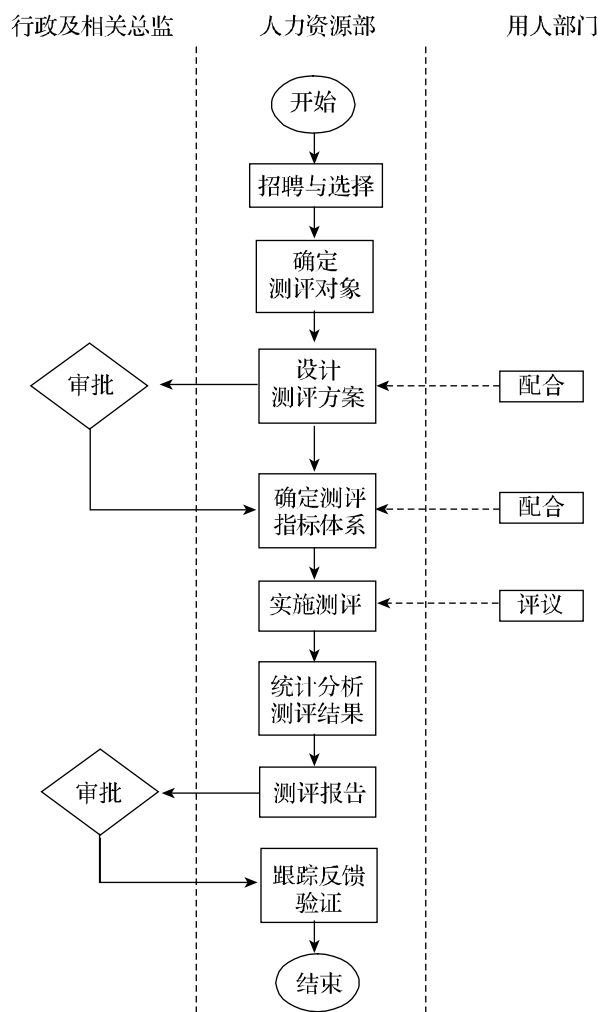 行政及相关总监
人力资源部
用人部门
开始
招聘与选择
确定
测评对象
设计
测评方案
审批
配合
确定测评
指标体系
配合
实施测评
评议
统计分析
测评结果
测评报告
审批
跟踪反馈
验证
结束